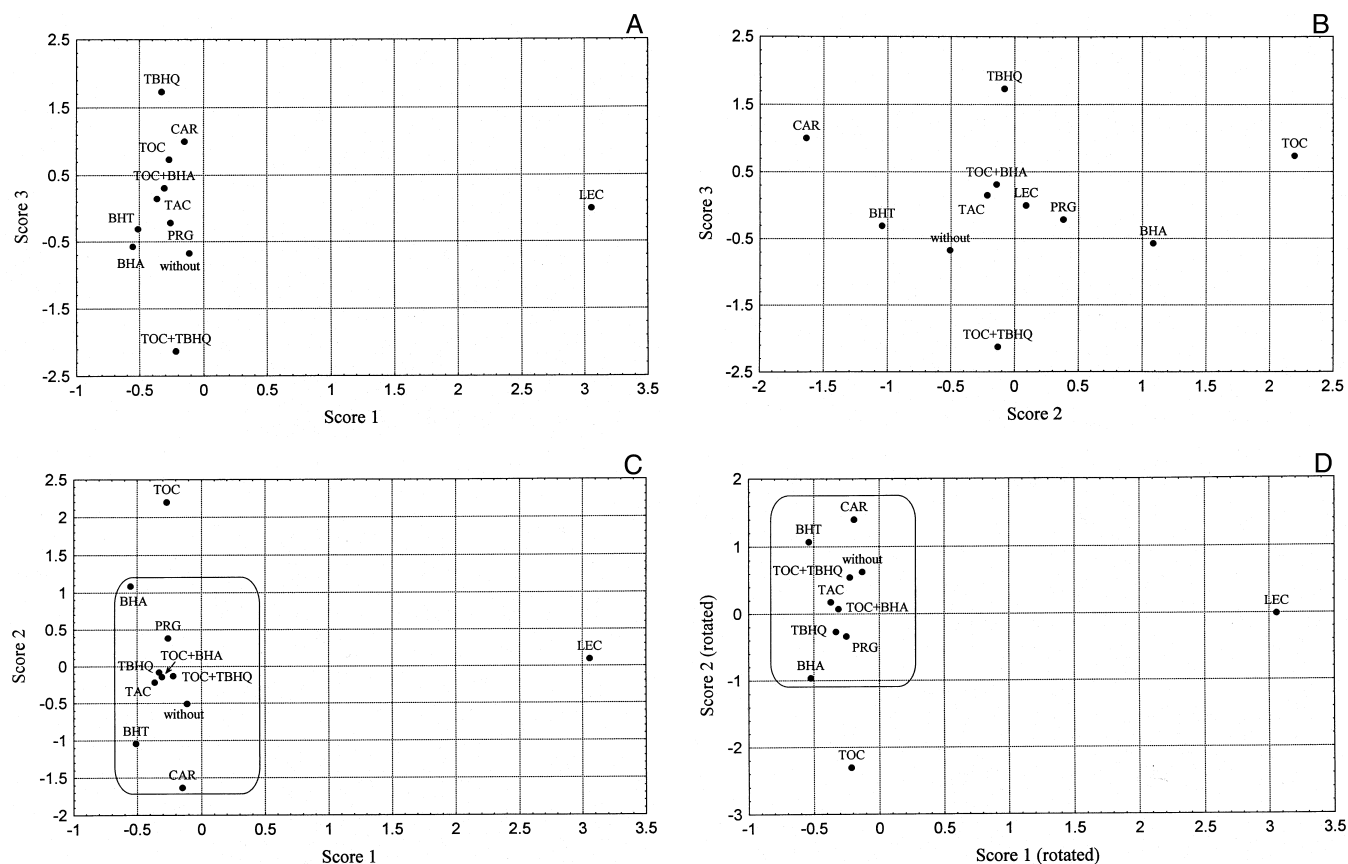 A
2.5
1.5
0.5
-0.5
-1.5
-2.5
Score 3
TBHQ
CAR
TOC
TOC+BHA
TAC
LEC
BHT
PRG
BHA
without
TOC+TBHQ
-1 -0.5 0 0.5 1 1.5 2 2.5 3 3.5
Score 1
B
2.5
1.5
0.5
-0.5
-1.5
-2.5
Score 3
TBHQ
CAR
TOC
TOC+BHA
LEC
TAC
PRG
BHT
without
BHA
TOC+TBHQ
-2 -1.5 -1 -0.5 0 0.5 1 1.5 2 2.5
Score 2
C
2.5
2
1.5
1
0.5
0
-0.5
-1
-1.5
-2
Score 2
TOC
BHA
PRG
TOC+BHA
TBHQ
TOC+TBHQ
LEC
TAC
without
BHT
CAR
-1 -0.5 0 0.5 1 1.5 2 2.5 3 3.5
Score 1
D
2
1
0
-1
-2
-3
Score 2 (rotated)
CAR
BHT
without
TOC+TBHQ
TAC
TOC+BHA
LEC
TBHQ
PRG
BHA
TOC
-1 -0.5 0 0.5 1 1.5 2 2.5 3 3.5
Score 1 (rotated)